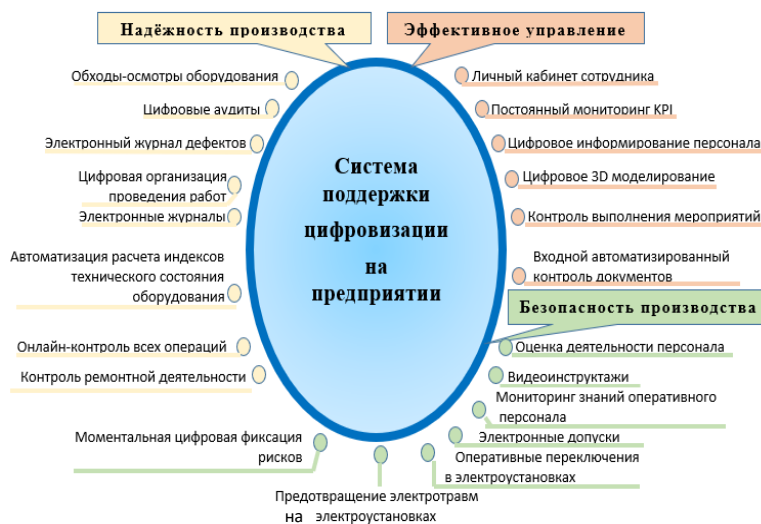 Надёжность производства
Эффективное управление
Обходы-осмотры оборудования
Цифровые аудиты
Электронный журнал дефектов
Цифровая организация
проведения работ
Электронные журналы
Автоматизация расчета индексов
технического состояния
оборудования
Онлайн-контроль всех операций
Контроль ремонтной деятельности
Система
поддержки
цифровизации
на
предприятии
Личный кабинет сотрудника
Постоянный мониторинг KPI
Цифровое информирование персонала
Цифровое 3D моделирование
Контроль выполнения мероприятий
Входной автоматизированный
контроль документов
Безопасность производства
Оценка деятельности персонала
Видеоинструктажи
Мониторинг знаний оперативного
персонала
Электронные допуски
Оперативные переключения
в электроустановках
Моментальная цифровая фиксация
рисков
Предотвращение электротравм
на электроустановках